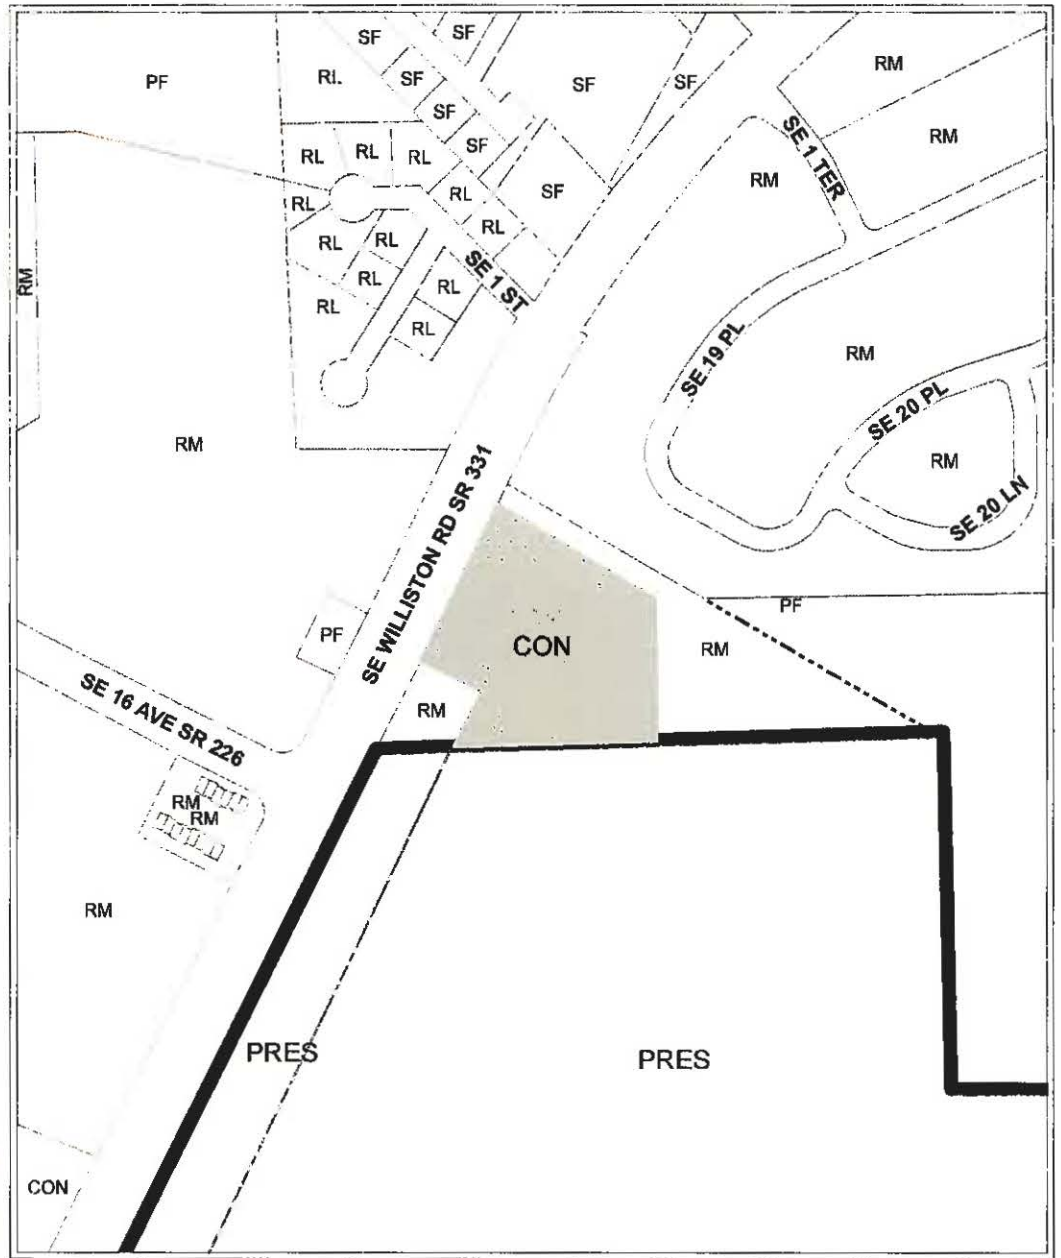 SF
SF
PF
RL
SF
SF
SF
RM
SF
SF
RM
RL
RL
RL
SE 1 TER
RL
SF
RM
RL
RL
RL
RL
RM
RL
SE 1 ST
RL
RL
RL
SE 19 PL
RM
SE 20 PL
RM
RM
SE WILLISTON RD SR 331
SE 20 LN
PF
PF
CON
RM
SE 16 AVE SR 226
RM
RM
RM
RM
PRES
PRES
CON